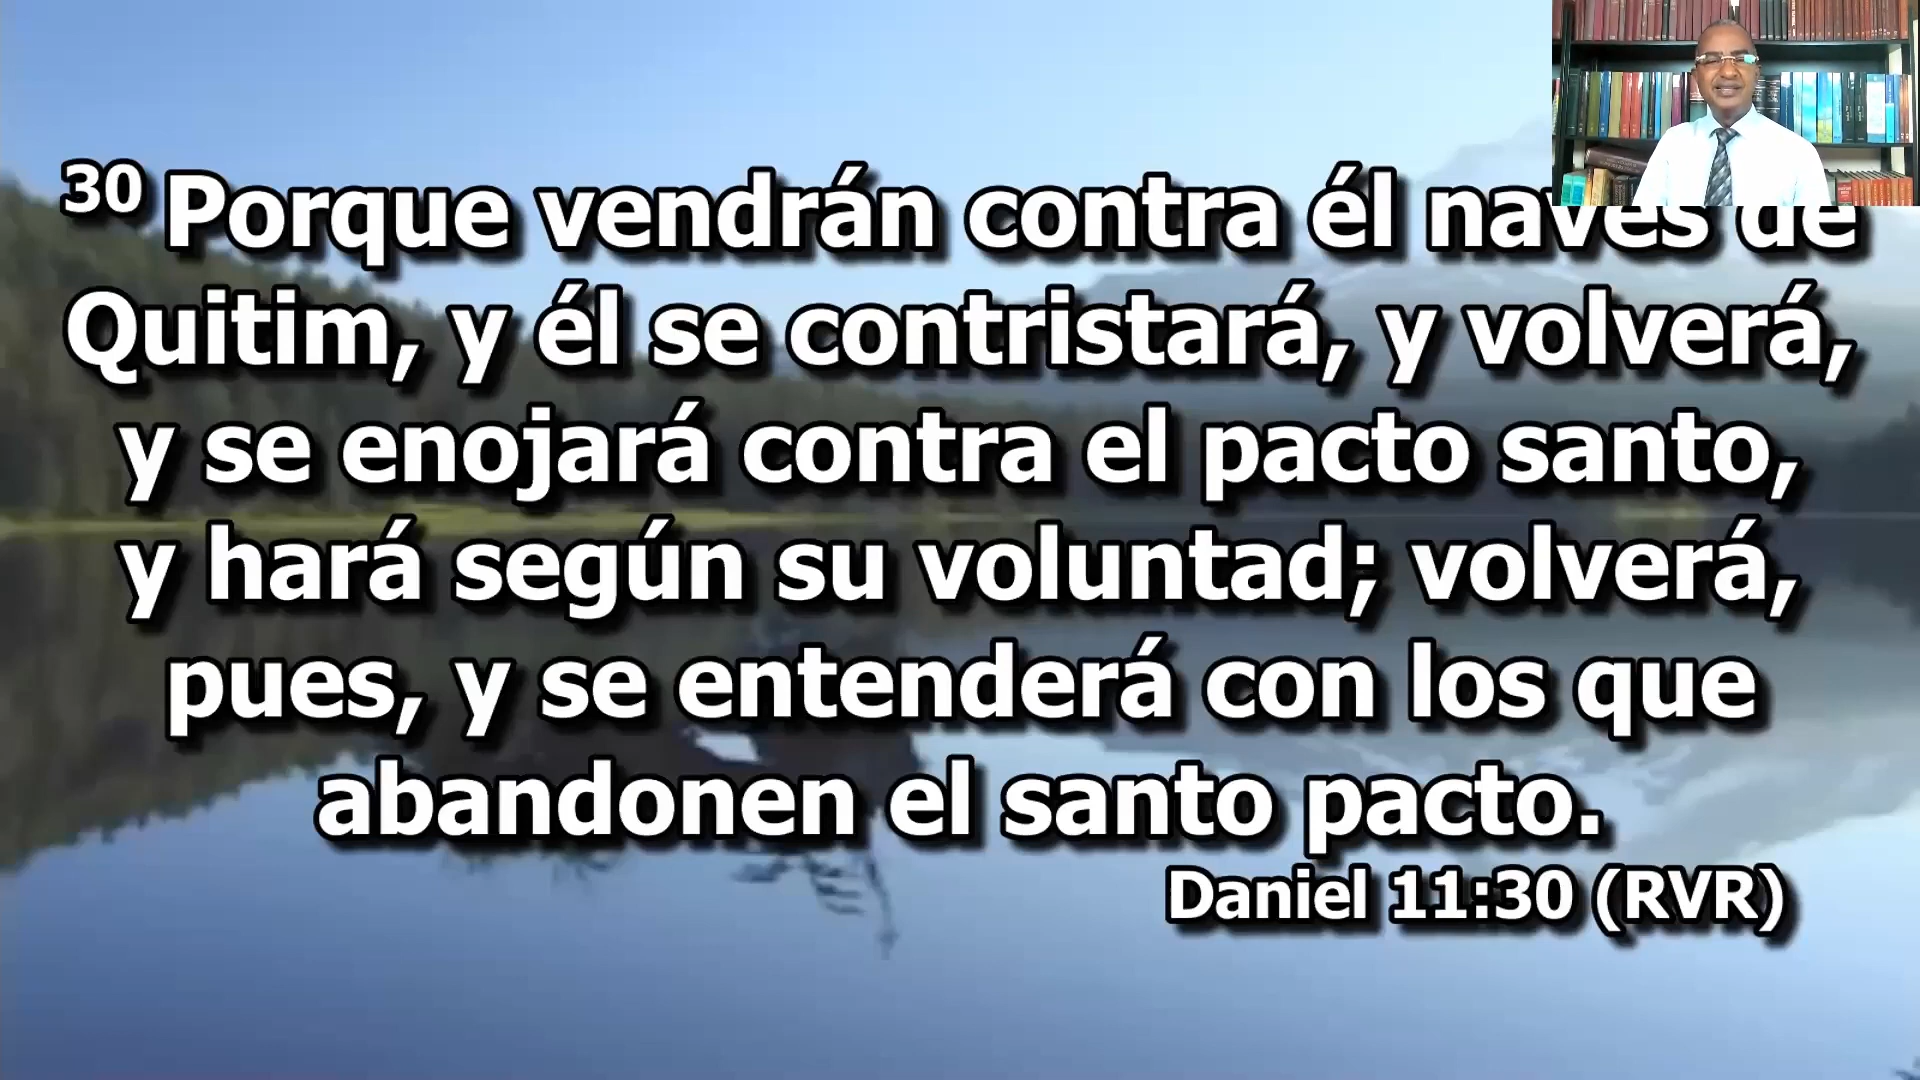 30 Porque vendrán contra él naves de
Quitim, y él se contristará, y volverá,
y se enojará contra el pacto santo,
y hará según su voluntad; volverá,
pues, y se entenderá con los que
abandonen el santo pacto.
Daniel 11:30 (RVR)